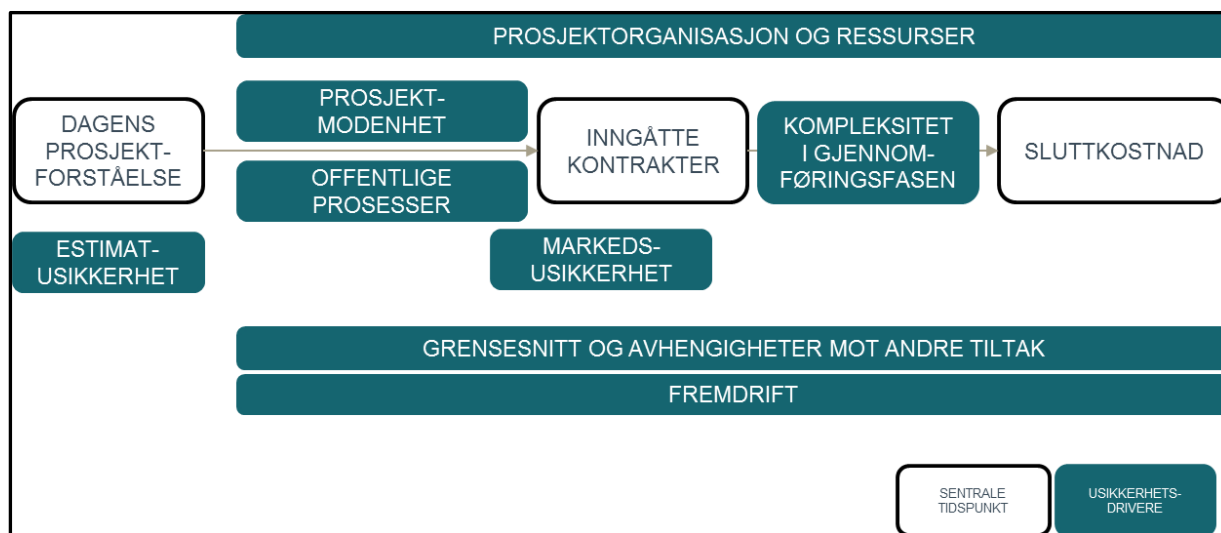 PROSJEKTORGANISASJON OG RESSURSER
DAGENS
PROSJEKT-
FORSTÅELSE
PROSJEKT-
MODENHET
OFFENTLIGE
PROSESSER
INNGÅTTE
KONTRAKTER
KOMPLEKSITET
I GJENNOM-
FØRINGSFASEN
SLUTTKOSTNAD
ESTIMAT-
USIKKERHET
MARKEDS-
USIKKERHET
GRENSESNITT OG AVHENGIGHETER MOT ANDRE TILTAK
FREMDRIFT
SENTRALE
TIDSPUNKT
USIKKERHETS-
DRIVERE